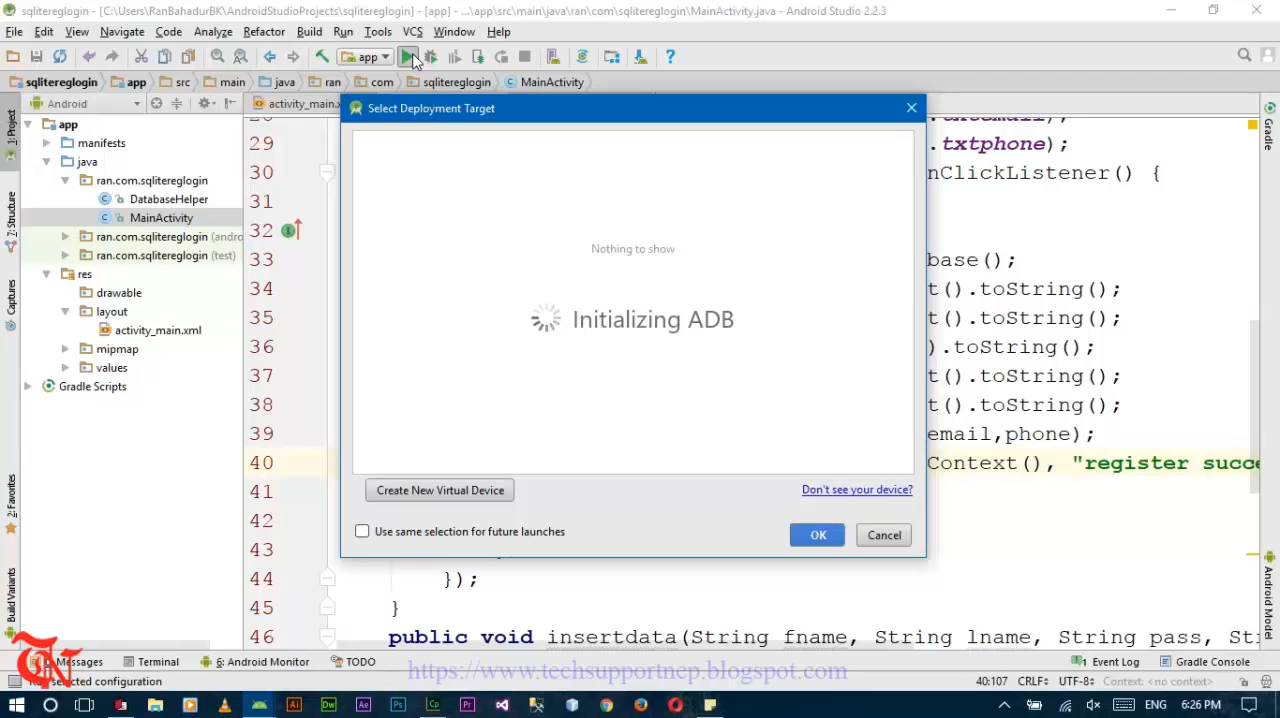 sqlitereglogin - [C:\Users\RanBahadurBK\AndroidStudioProjects\sqlitereglogin] - [app] - ...\app\src\main\java\ran\com\sqlitereglogin\MainActivity.java - Android Studio 2.2.3
File Edit View Navigate Code Analyze Refactor Build Run Tools VCS Window Help
app
sqlitereglogin app src main java ran com sqlitereglogin MainActivity
1: Project
Z: Structure
Captures
2: Favorites
Build Variants
Android
app
manifests
java
ran.com.sqlitereglogin
DatabaseHelper
MainActivity
ran.com.sqlitereglogin (andro
ran.com.sqlitereglogin (test)
res
drawable
layout
activity_main.xml
mipmap
values
Gradle Scripts
activity_main.x
29 .txtphone);
30 nClickListener() {
31
32
33 base();
34 t().toString();
35 t().toString();
36 ).toString();
37 t().toString();
38 t().toString();
39 email,phone);
40 Context(), "register succe
41
42
43
44 });
45 }
46 public void insertdata(String fname, String lname, String pass, St
Select Deployment Target
Nothing to show
Initializing ADB
Create New Virtual Device
Don't see your device?
Use same selection for future launches
OK Cancel
Gradle
Android Model
Messages Terminal 6: Android Monitor TODO
1 Event Log Gradle Console
https://www.techsupportnep.blogspot.com
selected configuration
40:107 CRLF÷ UTF-8÷ Context: <no context>
TN
Ai Dw Ae Ps Cp Pr
ENG 6:26 PM